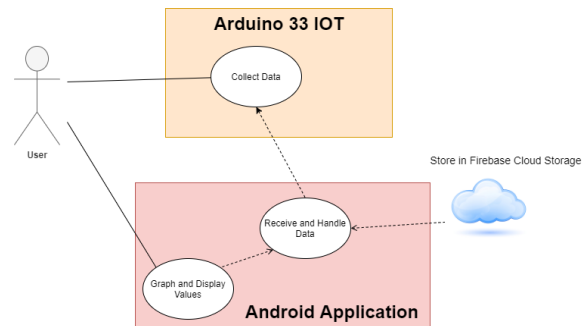 Arduino 33 IOT
Collect Data
User
Store in Firebase Cloud Storage
Receive and Handle
Data
Graph and Display
Values
Android Application